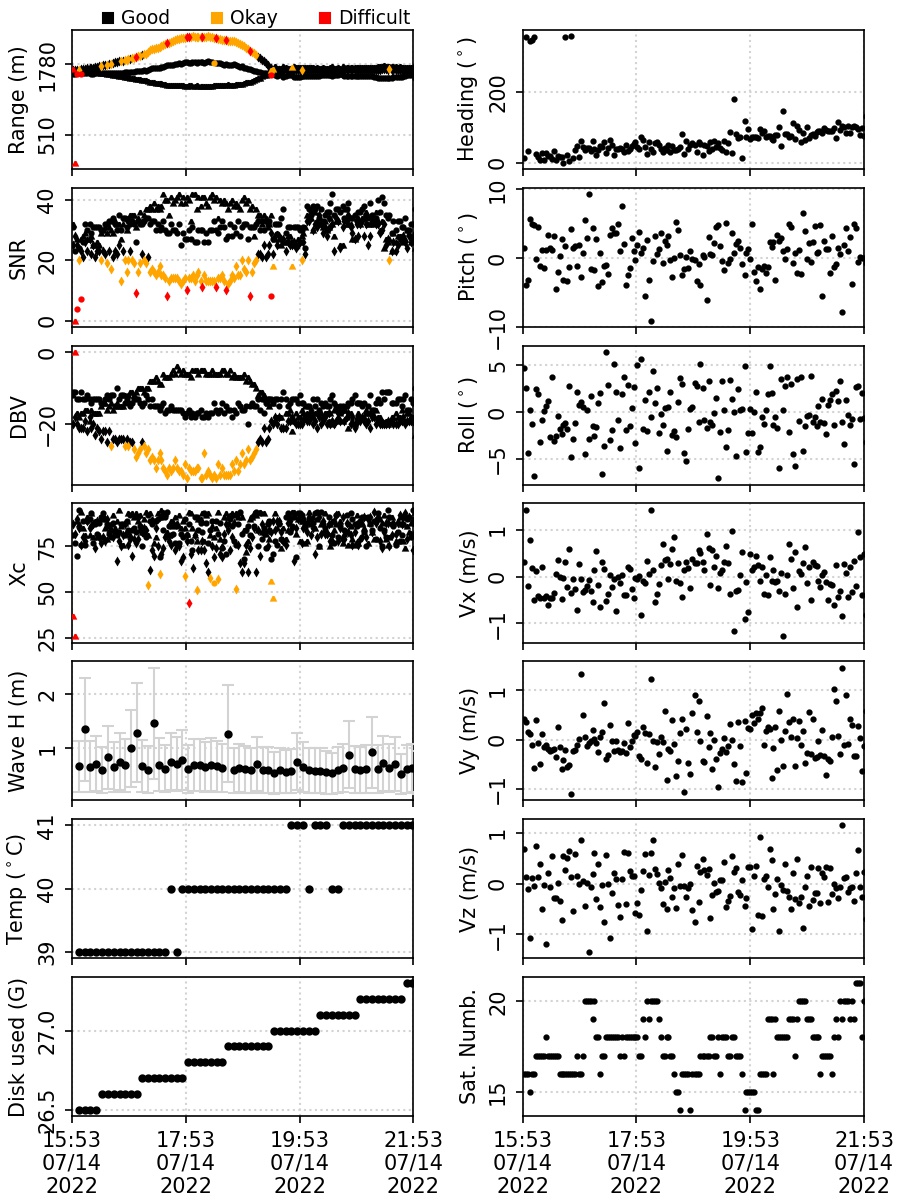 Good Okay Difficult
Range (m)
1780
510
Heading (°)
200
0
SNR
40
20
0
Pitch (°)
10
0
−10
DBV
0
−20
Roll (°)
5
0
−5
Xc
75
50
25
Vx (m/s)
1
0
−1
Wave H (m)
2
1
Vy (m/s)
1
0
−1
Temp (°C)
41
40
39
Vz (m/s)
1
0
−1
Disk used (G)
27.0
26.5
Sat. Numb.
20
15
15:53 17:53 19:53 21:53 15:53 17:53 19:53 21:53
07/14 07/14 07/14 07/14 07/14 07/14 07/14 07/14
2022 2022 2022 2022 2022 2022 2022 2022